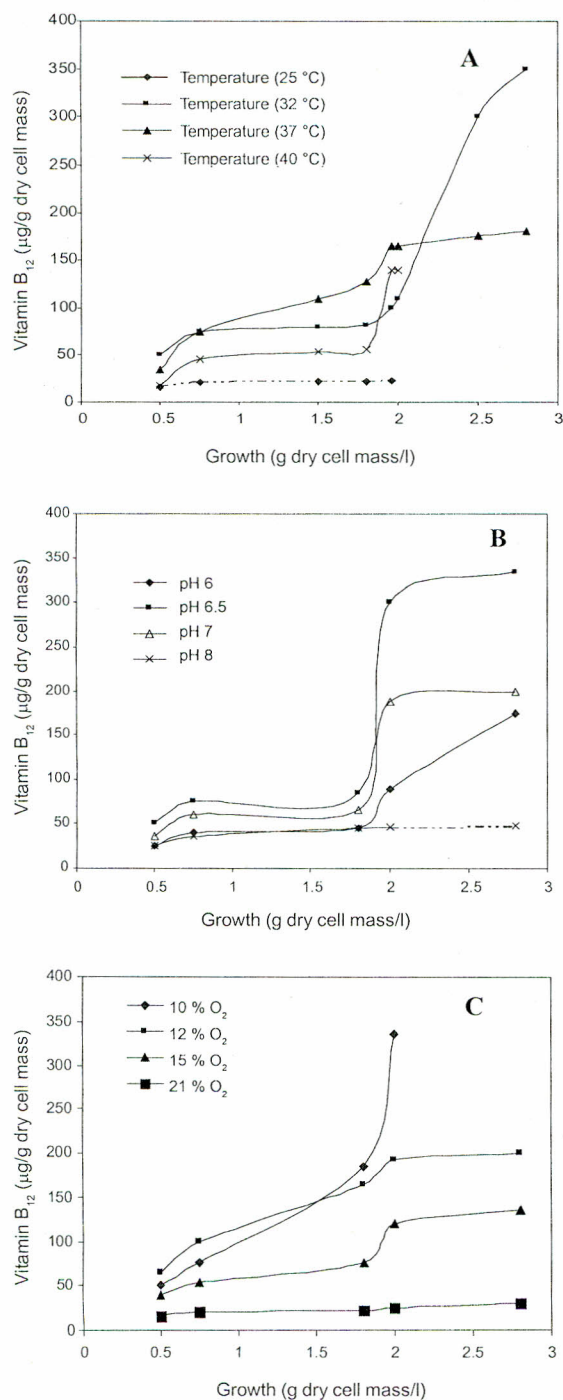 A
400
350
300
250
200
150
100
50
0
Vitamin B₁₂ (µg/g dry cell mass)
Temperature (25 °C)
Temperature (32 °C)
Temperature (37 °C)
Temperature (40 °C)
0 0.5 1 1.5 2 2.5 3
Growth (g dry cell mass/l)
B
400
350
300
250
200
150
100
50
0
Vitamin B₁₂ (µg/g dry cell mass)
pH 6
pH 6.5
pH 7
pH 8
0 0.5 1 1.5 2 2.5 3
Growth (g dry cell mass/l)
C
400
350
300
250
200
150
100
50
0
Vitamin B₁₂ (µg/g dry cell mass)
10 % O₂
12 % O₂
15 % O₂
21 % O₂
0 0.5 1 1.5 2 2.5 3
Growth (g dry cell mass/l)